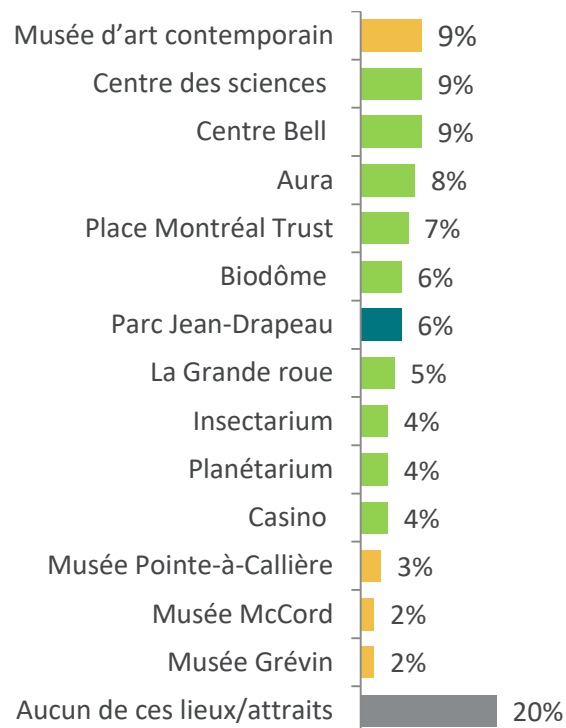 Musée d’art contemporain 9%
Centre des sciences 9%
Centre Bell 9%
Aura 8%
Place Montréal Trust 7%
Biodôme 6%
Parc Jean-Drapeau 6%
La Grande roue 5%
Insectarium 4%
Planétarium 4%
Casino 4%
Musée Pointe-à-Callière 3%
Musée McCord 2%
Musée Grévin 2%
Aucun de ces lieux/attraits 20%